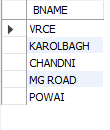 BNAME
VRCE
KAROLBAGH
CHANDNI
MG ROAD
POWAI